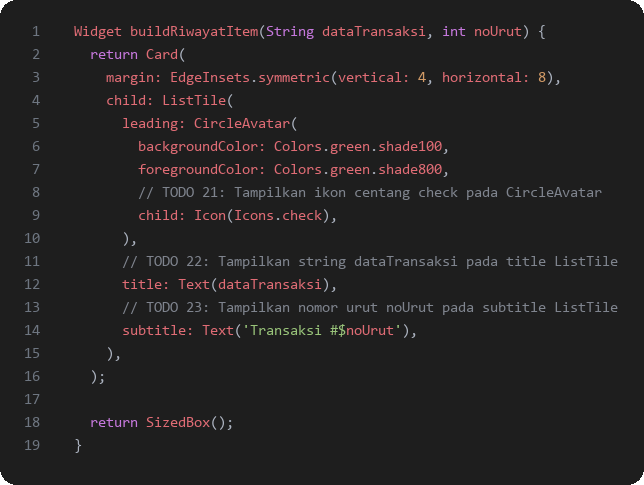 1 Widget buildRiwayatItem(String dataTransaksi, int noUrut) {
2   return Card(
3     margin: EdgeInsets.symmetric(vertical: 4, horizontal: 8),
4     child: ListTile(
5       leading: CircleAvatar(
6         backgroundColor: Colors.green.shade100,
7         foregroundColor: Colors.green.shade800,
8         // TODO 21: Tampilkan ikon centang check pada CircleAvatar
9         child: Icon(Icons.check),
10       ),
11       // TODO 22: Tampilkan string dataTransaksi pada title ListTile
12       title: Text(dataTransaksi),
13       // TODO 23: Tampilkan nomor urut noUrut pada subtitle ListTile
14       subtitle: Text('Transaksi #$noUrut'),
15     ),
16   );
17
18   return SizedBox();
19 }